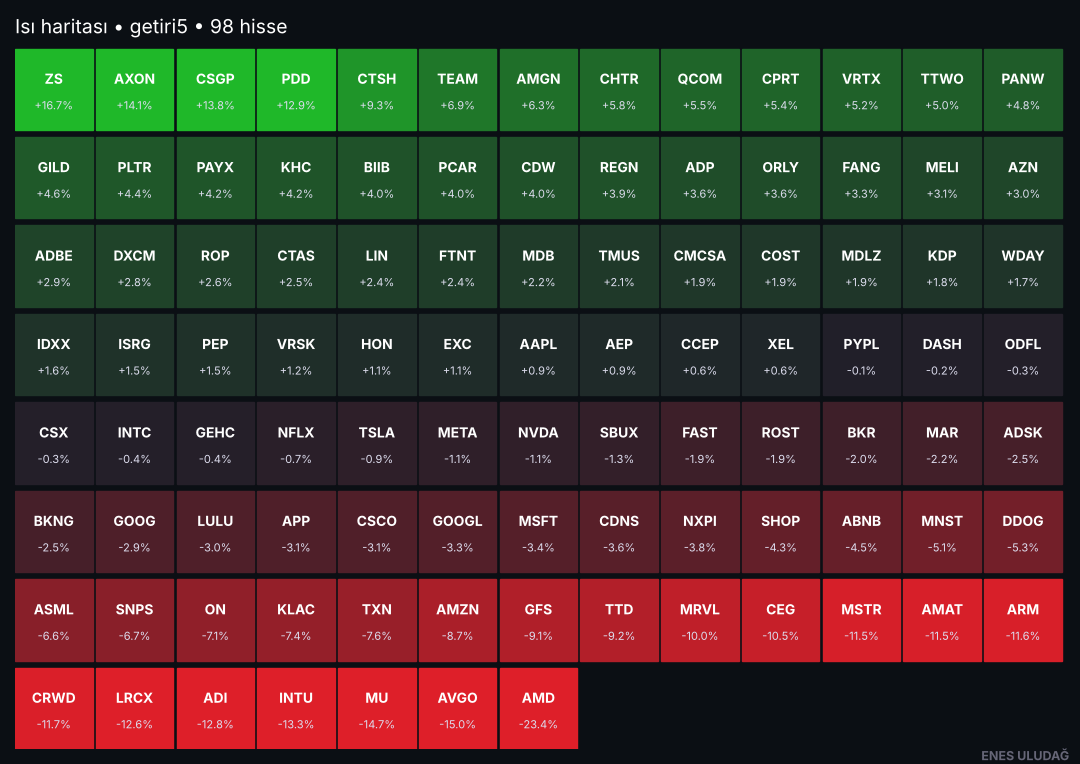 Isı haritası • getiri5 • 98 hisse
ZS AXON CSGP PDD CTSH TEAM AMGN CHTR QCOM CPRT VRTX TTWO PANW
+16.7% +14.1% +13.8% +12.9% +9.3% +6.9% +6.3% +5.8% +5.5% +5.4% +5.2% +5.0% +4.8%
GILD PLTR PAYX KHC BIIB PCAR CDW REGN ADP ORLY FANG MELI AZN
+4.6% +4.4% +4.2% +4.2% +4.0% +4.0% +4.0% +3.9% +3.6% +3.6% +3.3% +3.1% +3.0%
ADBE DXCM ROP CTAS LIN FTNT MDB TMUS CMCSA COST MDLZ KDP WDAY
+2.9% +2.8% +2.6% +2.5% +2.4% +2.4% +2.2% +2.1% +1.9% +1.9% +1.9% +1.8% +1.7%
IDXX ISRG PEP VRSK HON EXC AAPL AEP CCEP XEL PYPL DASH ODFL
+1.6% +1.5% +1.5% +1.2% +1.1% +1.1% +0.9% +0.9% +0.6% +0.6% -0.1% -0.2% -0.3%
CSX INTC GEHC NFLX TSLA META NVDA SBUX FAST ROST BKR MAR ADSK
-0.3% -0.4% -0.4% -0.7% -0.9% -1.1% -1.1% -1.3% -1.9% -1.9% -2.0% -2.2% -2.5%
BKNG GOOG LULU APP CSCO GOOGL MSFT CDNS NXPI SHOP ABNB MNST DDOG
-2.5% -2.9% -3.0% -3.1% -3.1% -3.3% -3.4% -3.6% -3.8% -4.3% -4.5% -5.1% -5.3%
ASML SNPS ON KLAC TXN AMZN GFS TTD MRVL CEG MSTR AMAT ARM
-6.6% -6.7% -7.1% -7.4% -7.6% -8.7% -9.1% -9.2% -10.0% -10.5% -11.5% -11.5% -11.6%
CRWD LRCX ADI INTU MU AVGO AMD
-11.7% -12.6% -12.8% -13.3% -14.7% -15.0% -23.4%
ENES ULUDAĞ